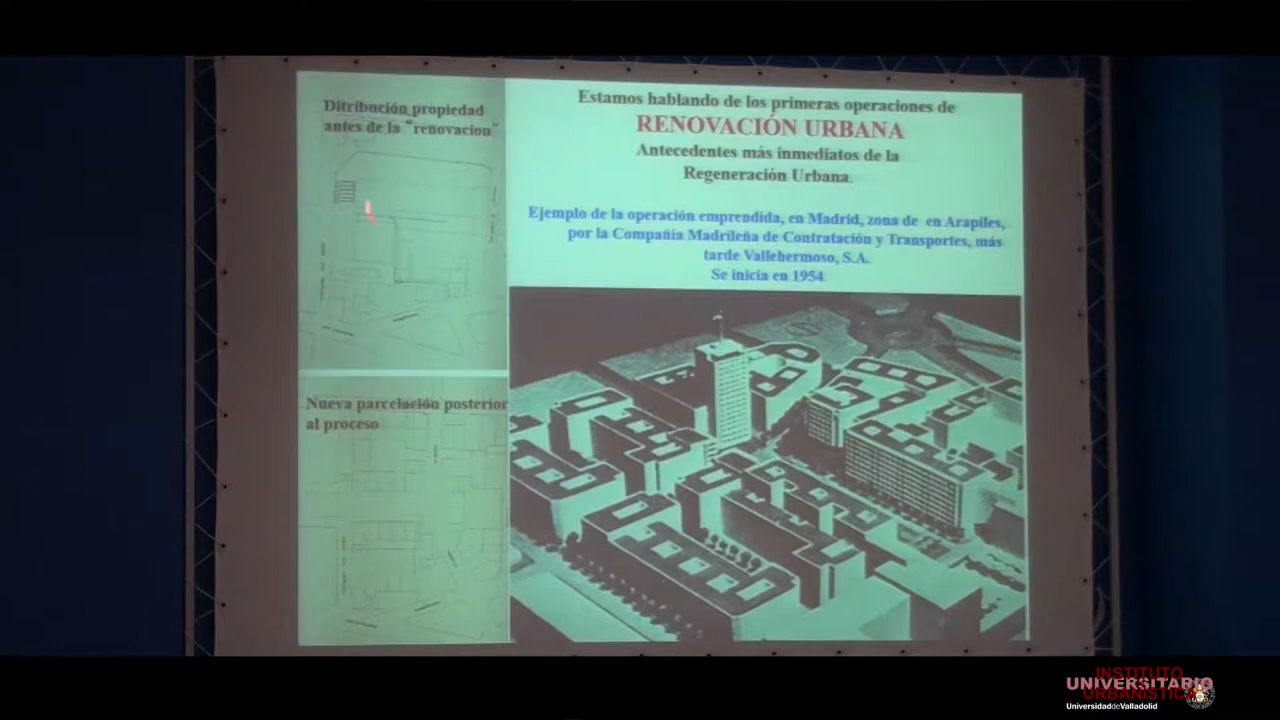 Ditribución propiedad
antes de la "renovacion"
Estamos hablando de los primeras operaciones de
RENOVACIÓN URBANA
Antecedentes más inmediatos de la
Regeneración Urbana.
Ejemplo de la operación emprendida, en Madrid, zona de en Arapiles,
por la Compañia Madrileña de Contratación y Transportes, más
tarde Vallehermoso, S.A.
Se inicia en 1954.
Nueva parcelación posterior
al proceso
INSTITUTO
UNIVERSITARIO
URBANÍSTICA
UniversidaddeValladolid